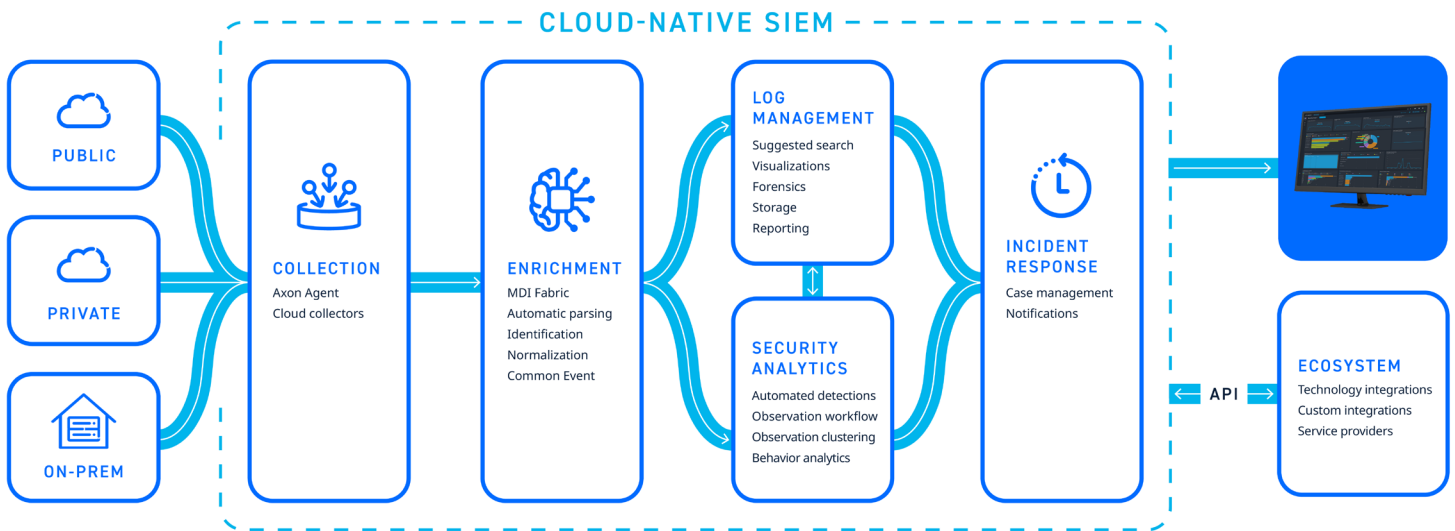 CLOUD-NATIVE SIEM
PUBLIC
PRIVATE
ON-PREM
COLLECTION
Axon Agent
Cloud collectors
ENRICHMENT
MDI Fabric
Automatic parsing
Identification
Normalization
Common Event
LOG
MANAGEMENT
Suggested search
Visualizations
Forensics
Storage
Reporting
SECURITY
ANALYTICS
Automated detections
Observation workflow
Observation clustering
Behavior analytics
INCIDENT
RESPONSE
Case management
Notifications
API
ECOSYSTEM
Technology integrations
Custom integrations
Service providers